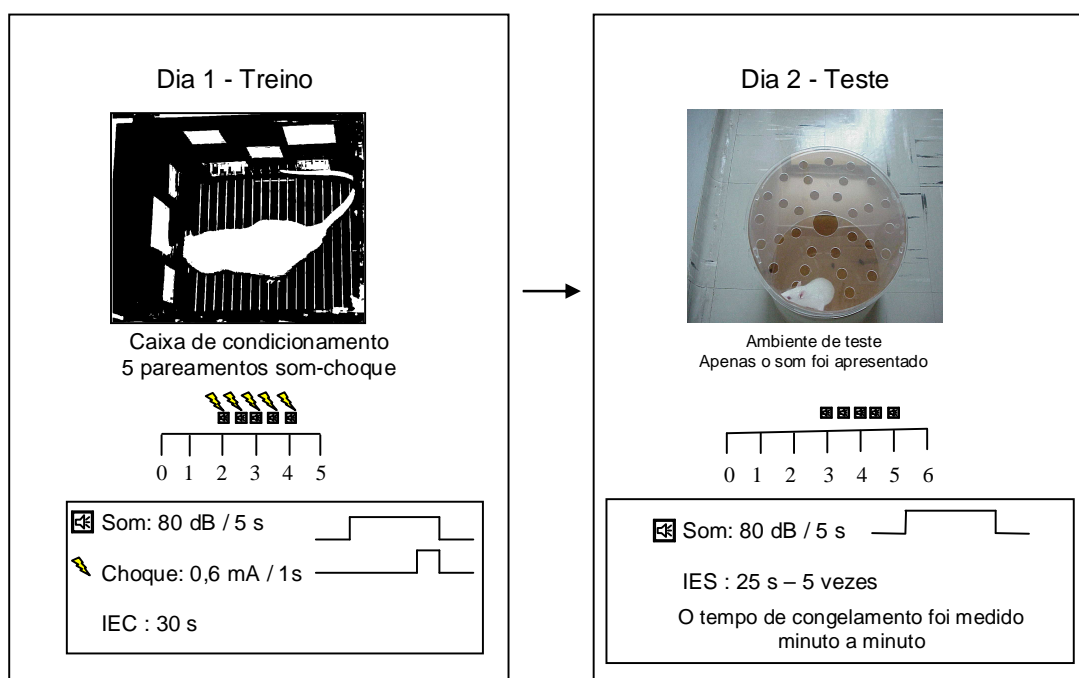 Dia 1 - Treino
Caixa de condicionamento
5 pareamentos som-choque
0 1 2 3 4 5
Som: 80 dB / 5 s
Choque: 0,6 mA / 1s
IEC : 30 s
Dia 2 - Teste
Ambiente de teste
Apenas o som foi apresentado
0 1 2 3 4 5 6
Som: 80 dB / 5 s
IES : 25 s – 5 vezes
O tempo de congelamento foi medido
minuto a minuto